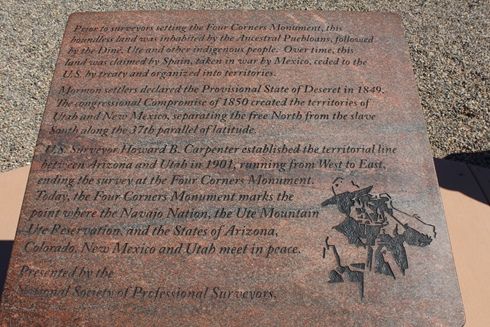 Prior to surveyors setting the Four Corners Monument, this
boundless land was inhabited by the Ancestral Puebloans, followed
by the Diné, Ute and other indigenous people. Over time, this
land was claimed by Spain, taken in war by Mexico, ceded to the
U.S. by treaty and organized into territories.
Mormon settlers declared the Provisional State of Deseret in 1849.
The congressional Compromise of 1850 created the territories of
Utah and New Mexico, separating the free North from the slave
South along the 37th parallel of latitude.
U.S. Surveyor Howard B. Carpenter established the territorial line
between Arizona and Utah in 1901, running from West to East,
ending the survey at the Four Corners Monument.
Today, the Four Corners Monument marks the
point where the Navajo Nation, the Ute Mountain
Ute Reservation, and the States of Arizona,
Colorado, New Mexico and Utah meet in peace.
Presented by the
National Society of Professional Surveyors.